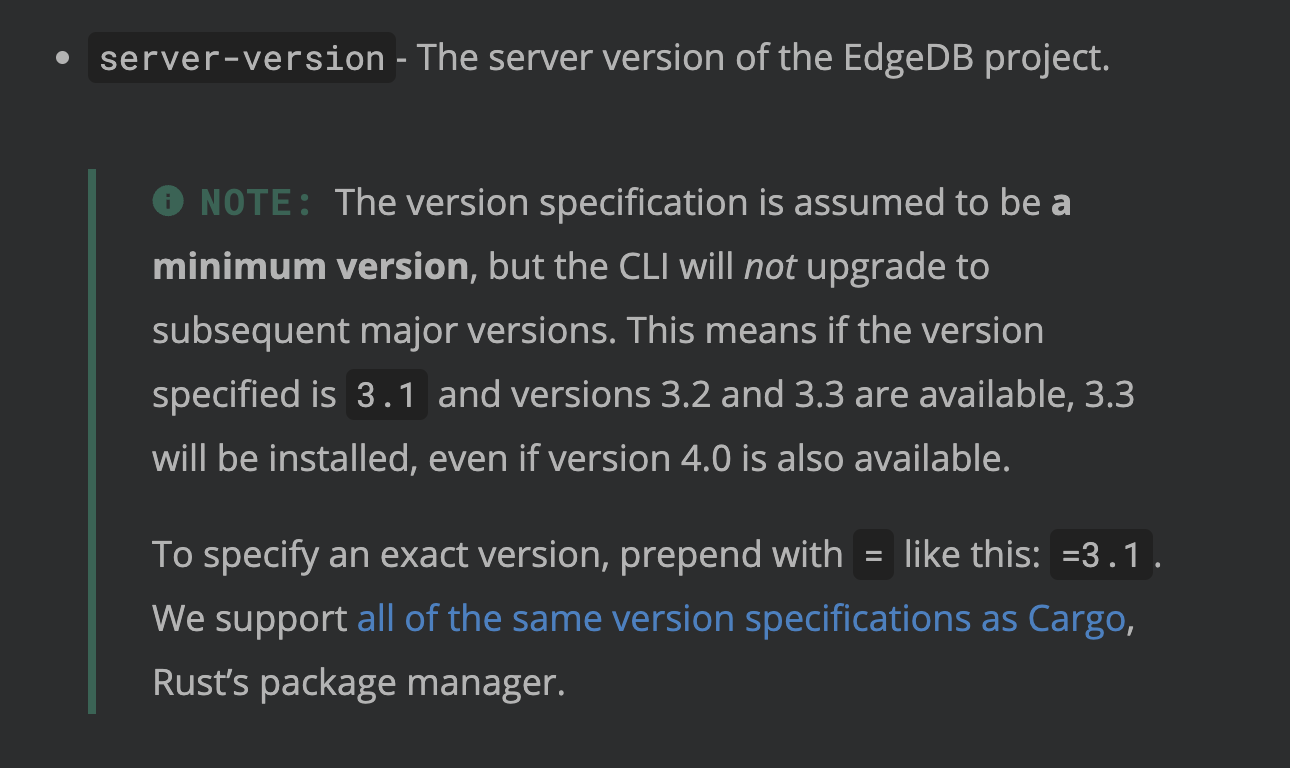 • server-version - The server version of the EdgeDB project.
NOTE: The version specification is assumed to be a
minimum version, but the CLI will not upgrade to
subsequent major versions. This means if the version
specified is 3.1 and versions 3.2 and 3.3 are available, 3.3
will be installed, even if version 4.0 is also available.
To specify an exact version, prepend with = like this: =3.1.
We support all of the same version specifications as Cargo,
Rust’s package manager.